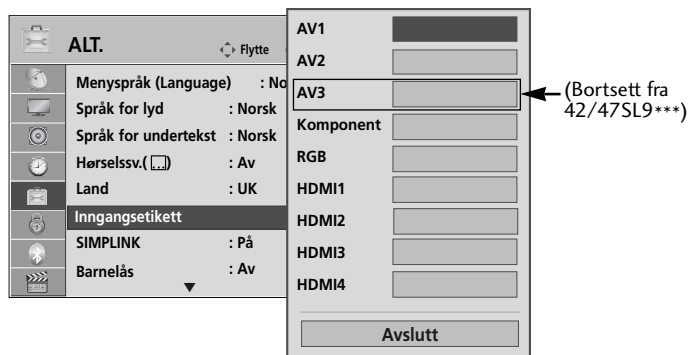 ALT.
Flytte
Menyspråk (Language) : No
Språk for lyd : Norsk
Språk for undertekst : Norsk
Hørselssv.( ) : Av
Land : UK
Inngangsetikett
SIMPLINK : På
Barnelås : Av
AV1
AV2
AV3
Komponent
RGB
HDMI1
HDMI2
HDMI3
HDMI4
Avslutt
(Bortsett fra
42/47SL9***)